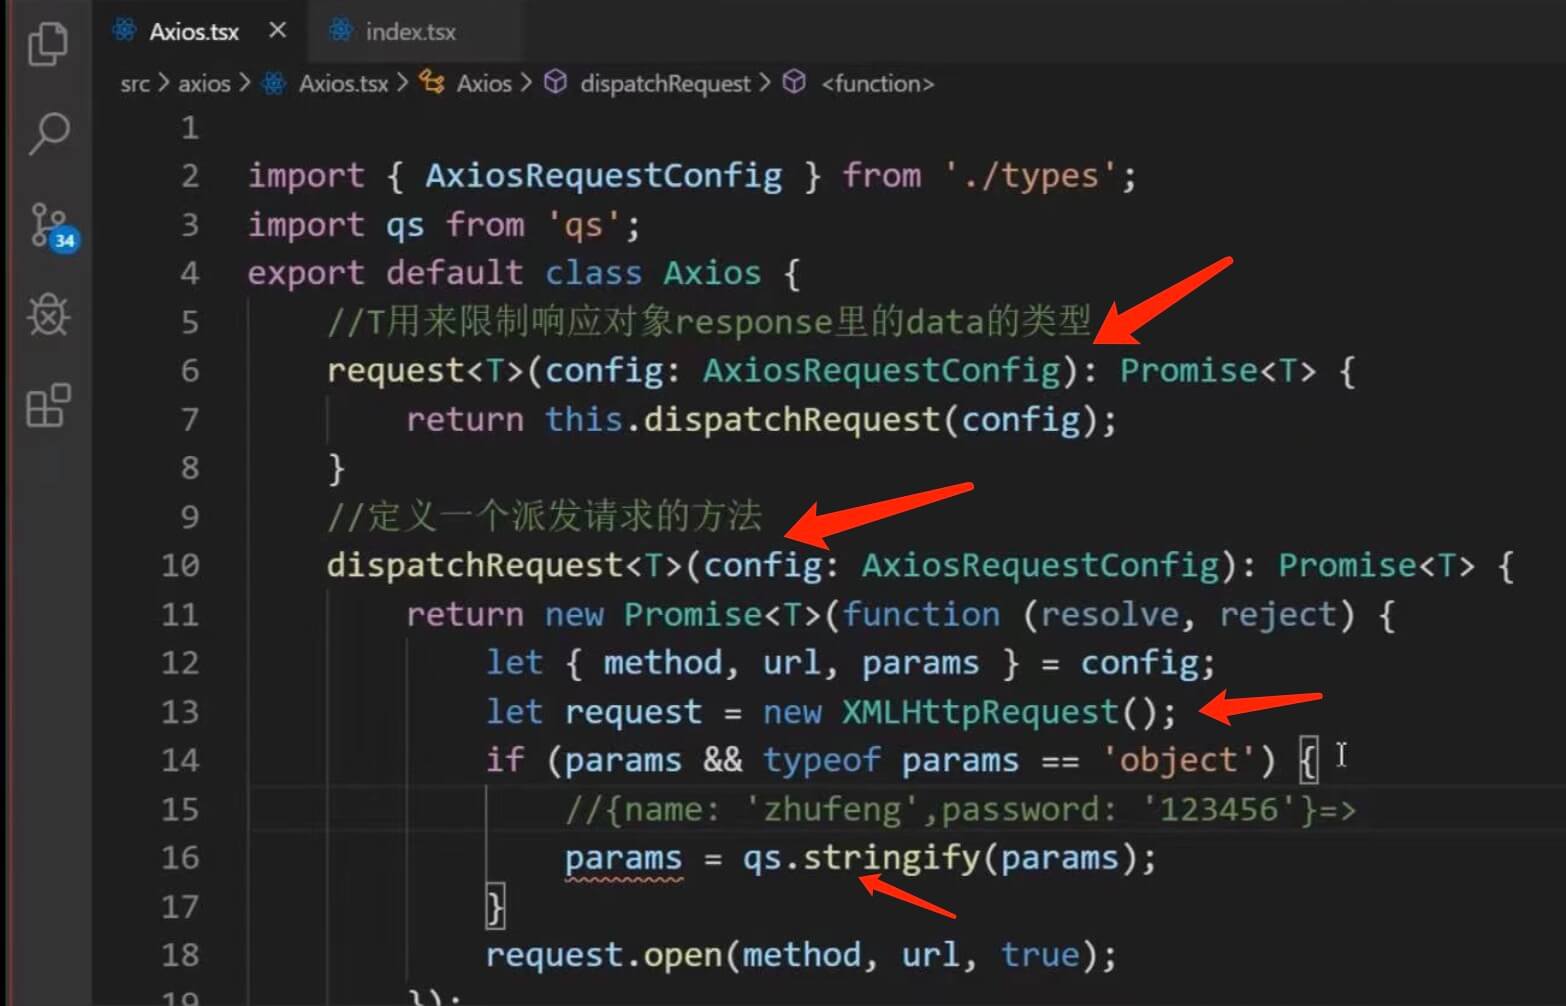 Axios.tsx
index.tsx
src > axios > Axios.tsx > Axios > dispatchRequest > <function>
34
1
2 import { AxiosRequestConfig } from './types';
3 import qs from 'qs';
4 export default class Axios {
5 //T用来限制响应对象response里的data的类型
6 request<T>(config: AxiosRequestConfig): Promise<T> {
7 return this.dispatchRequest(config);
8 }
9 //定义一个派发请求的方法
10 dispatchRequest<T>(config: AxiosRequestConfig): Promise<T> {
11 return new Promise<T>(function (resolve, reject) {
12 let { method, url, params } = config;
13 let request = new XMLHttpRequest();
14 if (params && typeof params == 'object') {
15 //{name: 'zhufeng',password: '123456'}=>
16 params = qs.stringify(params);
17 }
18 request.open(method, url, true);
19 });